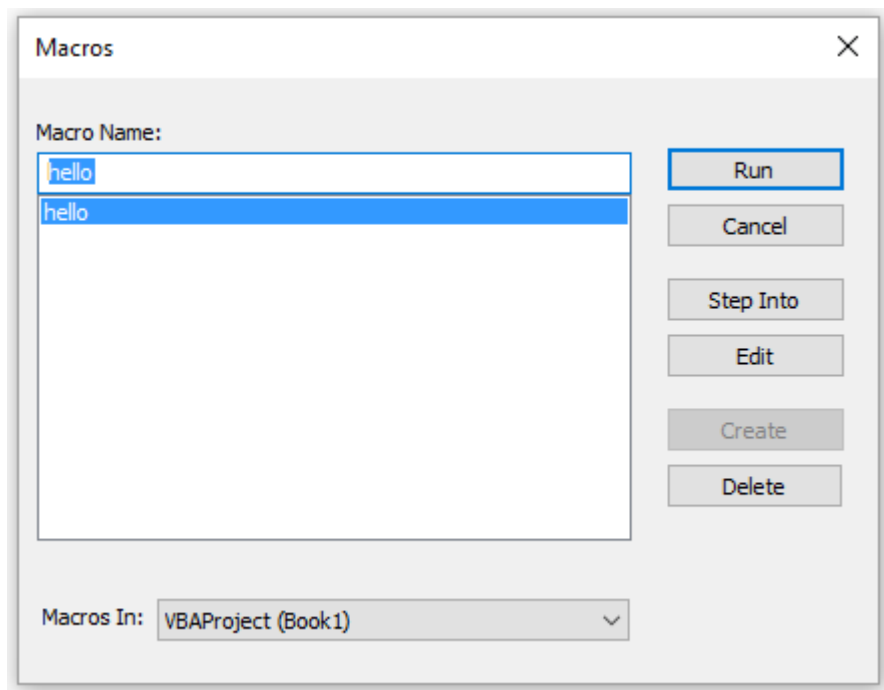 Macros
Macro Name:
hello
hello
Run
Cancel
Step Into
Edit
Create
Delete
Macros In: VBAProject (Book1)